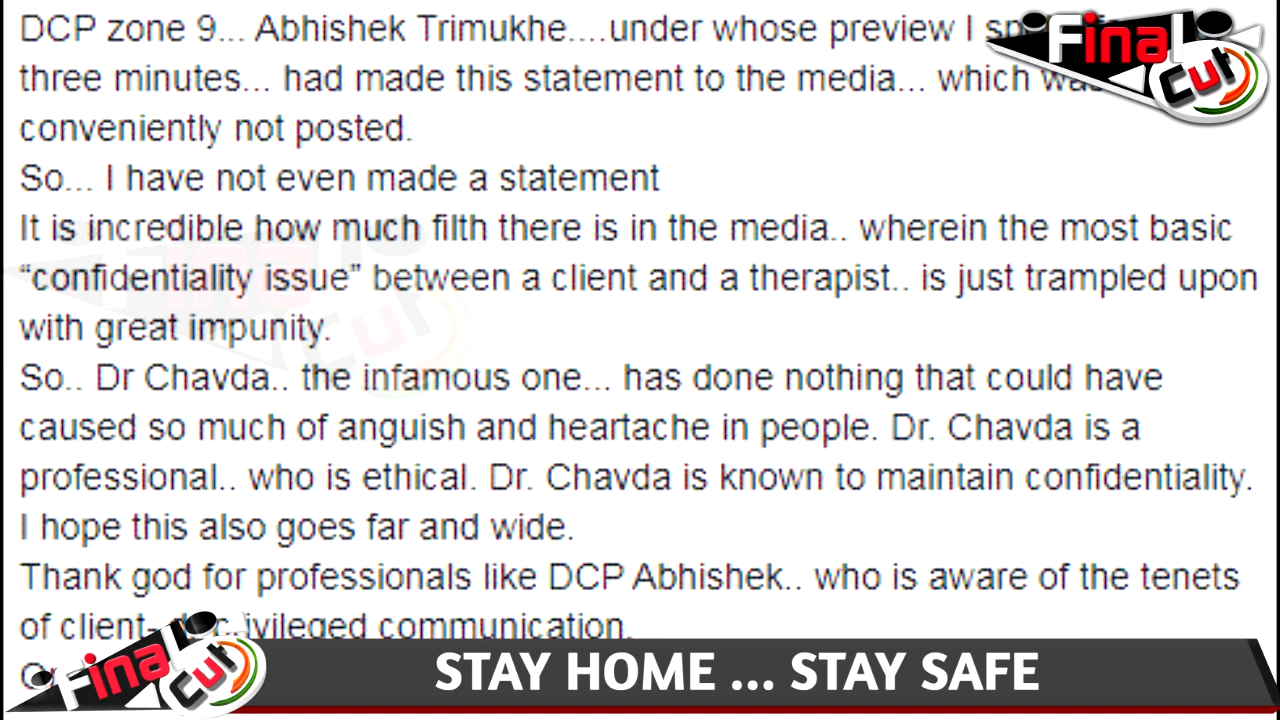 DCP zone 9... Abhishek Trimukhe....under whose preview I
Final
Cut
three minutes... had made this statement to the media... which
conveniently not posted.
So... I have not even made a statement
It is incredible how much filth there is in the media.. wherein the most basic
“confidentiality issue” between a client and a therapist.. is just trampled upon
with great impunity.
So.. Dr Chavda.. the infamous one... has done nothing that could have
caused so much of anguish and heartache in people. Dr. Chavda is a
professional.. who is ethical. Dr. Chavda is known to maintain confidentiality.
I hope this also goes far and wide.
Thank god for professionals like DCP Abhishek.. who is aware of the tenets
of client- communication.
Final
Cut
STAY HOME ... STAY SAFE